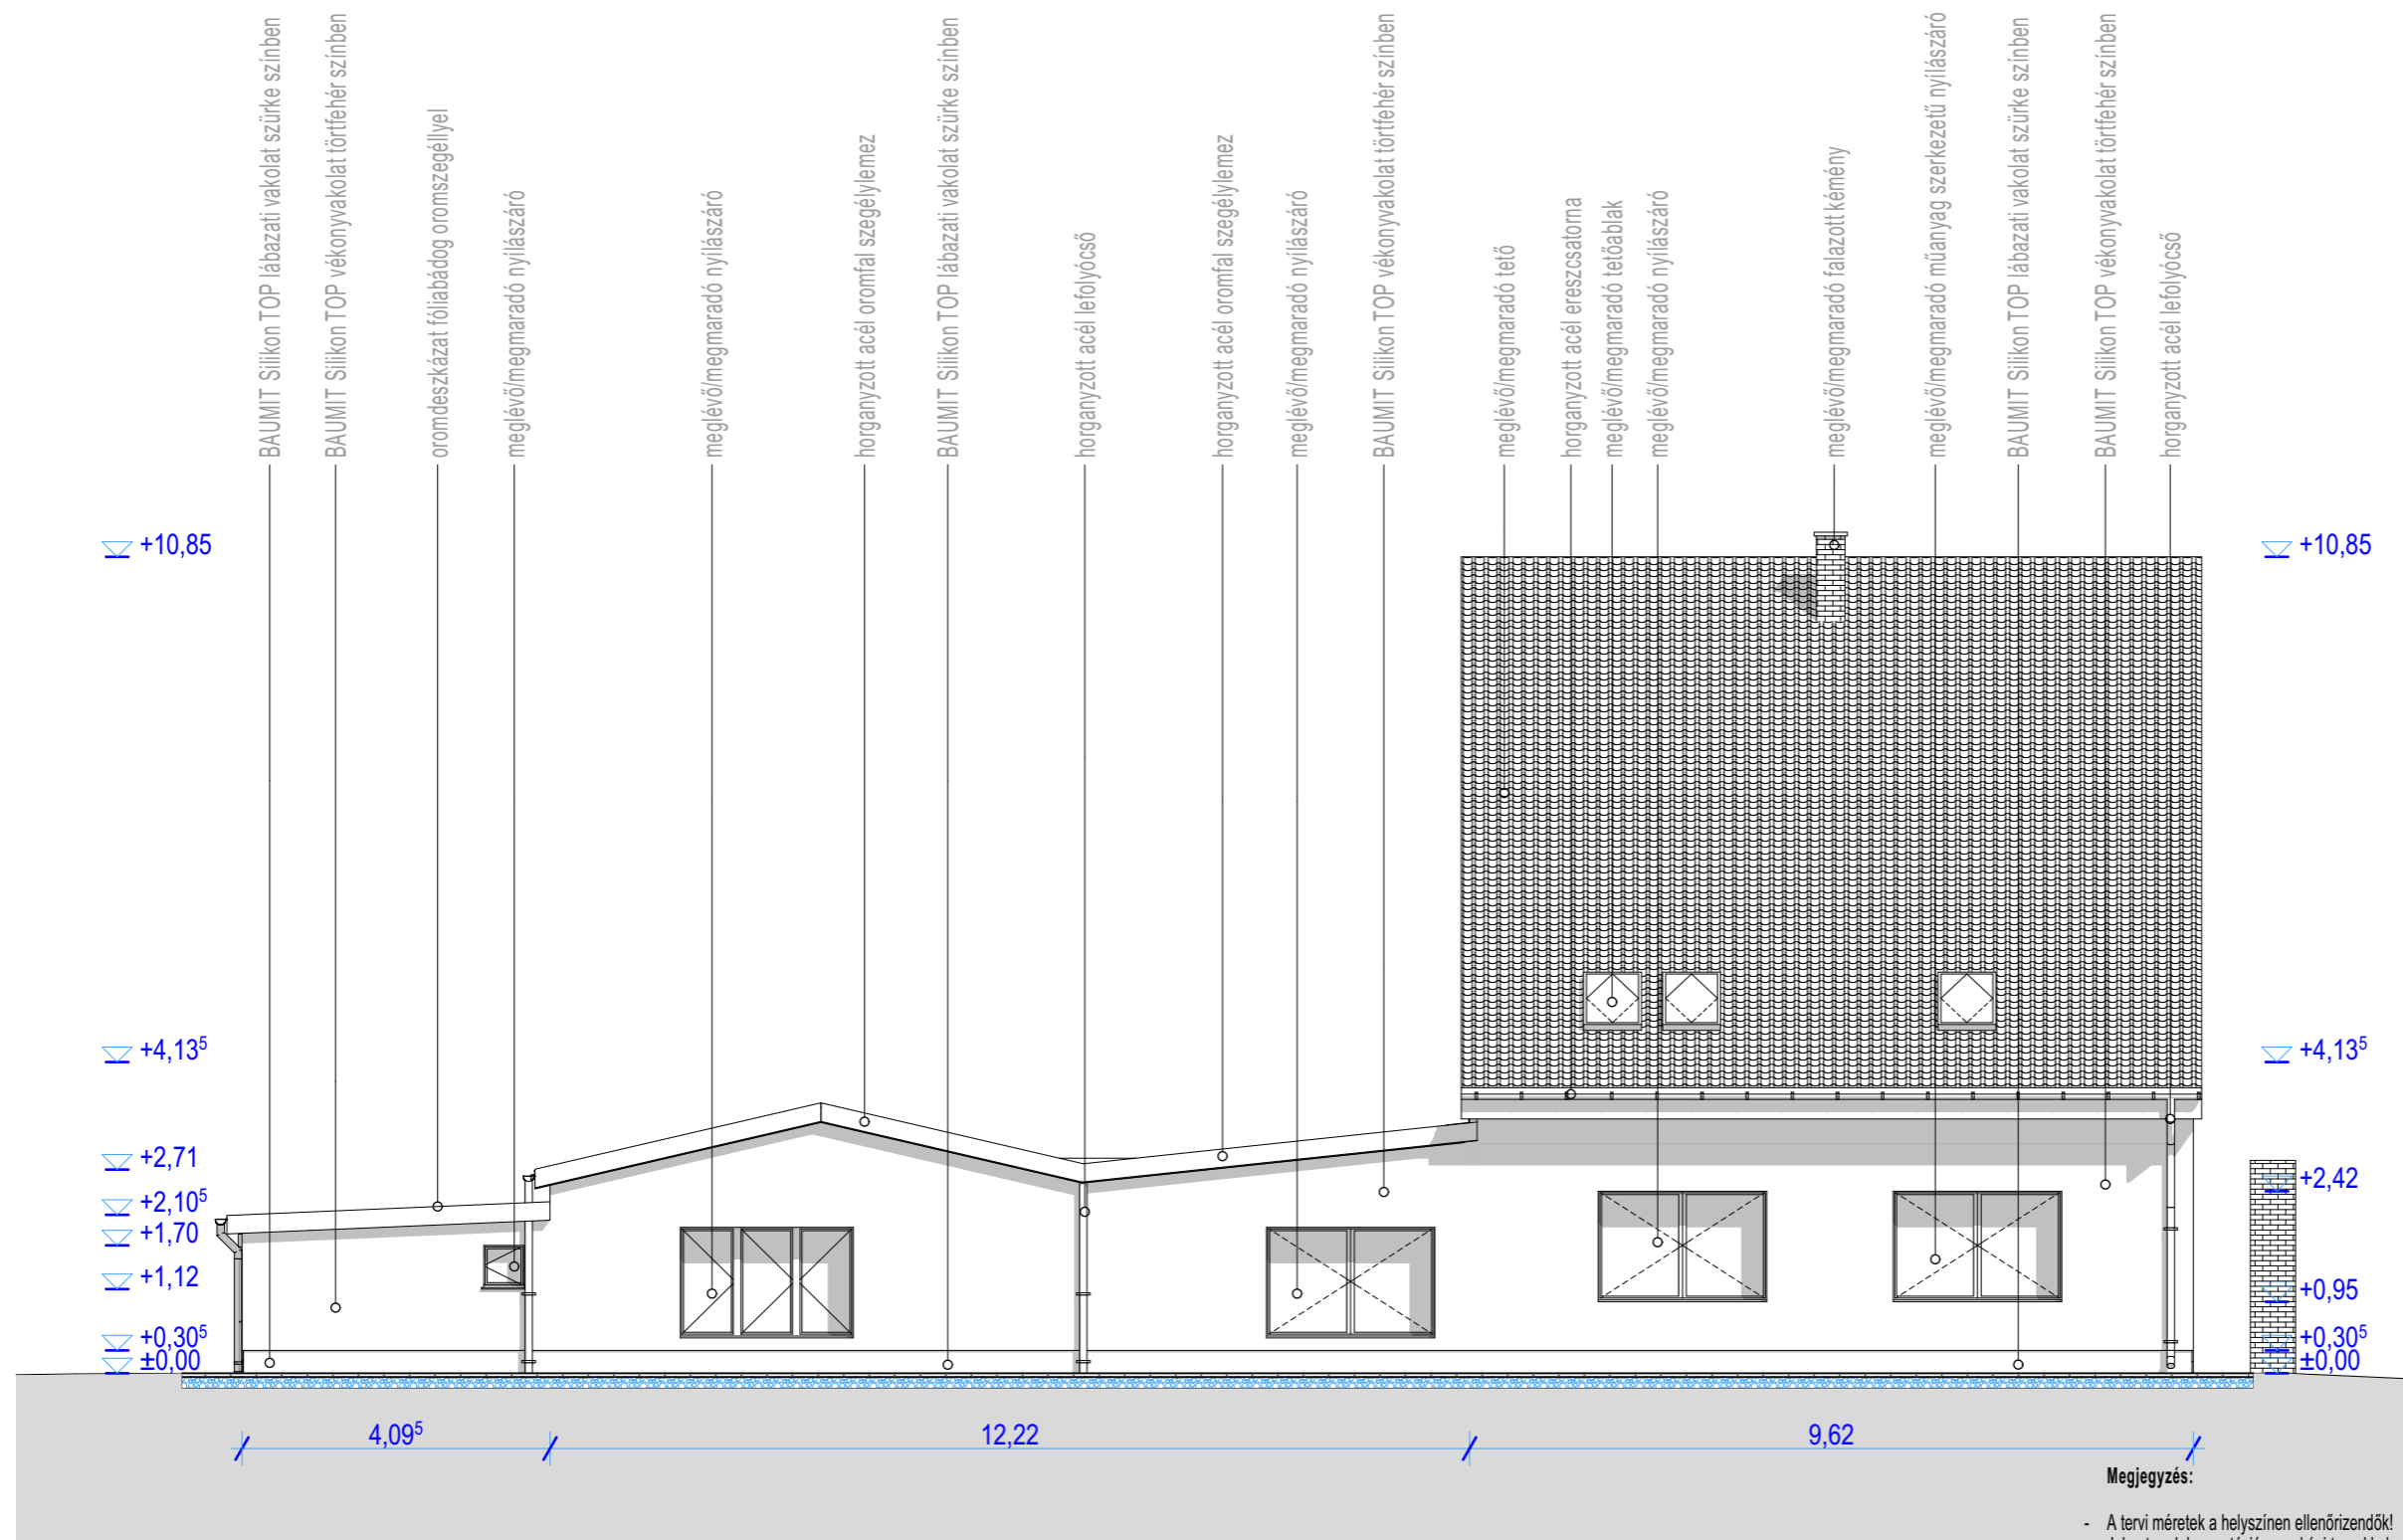 BAUMIT Silikon TOP lábazati vakolat szürke színben
BAUMIT Silikon TOP vékonyvakolat törtfehér színben
oromdeszkázat fóliabádog oromszegéllyel
meglévő/megmaradó nyílászáró
meglévő/megmaradó nyílászáró
horganyzott acél oromfal szegélylemez
BAUMIT Silikon TOP lábazati vakolat szürke színben
horganyzott acél lefolyócső
horganyzott acél oromfal szegélylemez
meglévő/megmaradó nyílászáró
BAUMIT Silikon TOP vékonyvakolat törtfehér színben
meglévő/megmaradó tető
horganyzott acél ereszcsatorna
meglévő/megmaradó tetőablak
meglévő/megmaradó nyílászáró
meglévő/megmaradó falazott kémény
meglévő/megmaradó műanyag szerkezetű nyílászáró
BAUMIT Silikon TOP lábazati vakolat szürke színben
BAUMIT Silikon TOP vékonyvakolat törtfehér színben
horganyzott acél lefolyócső
+10,85
+10,85
+4,13⁵
+4,13⁵
+2,71
+2,10⁵
+1,70
+1,12
+0,30⁵
±0,00
+2,42
+0,95
+0,30⁵
±0,00
4,09⁵
12,22
9,62
Megjegyzés:
- A tervi méretek a helyszínen ellenőrizendők!